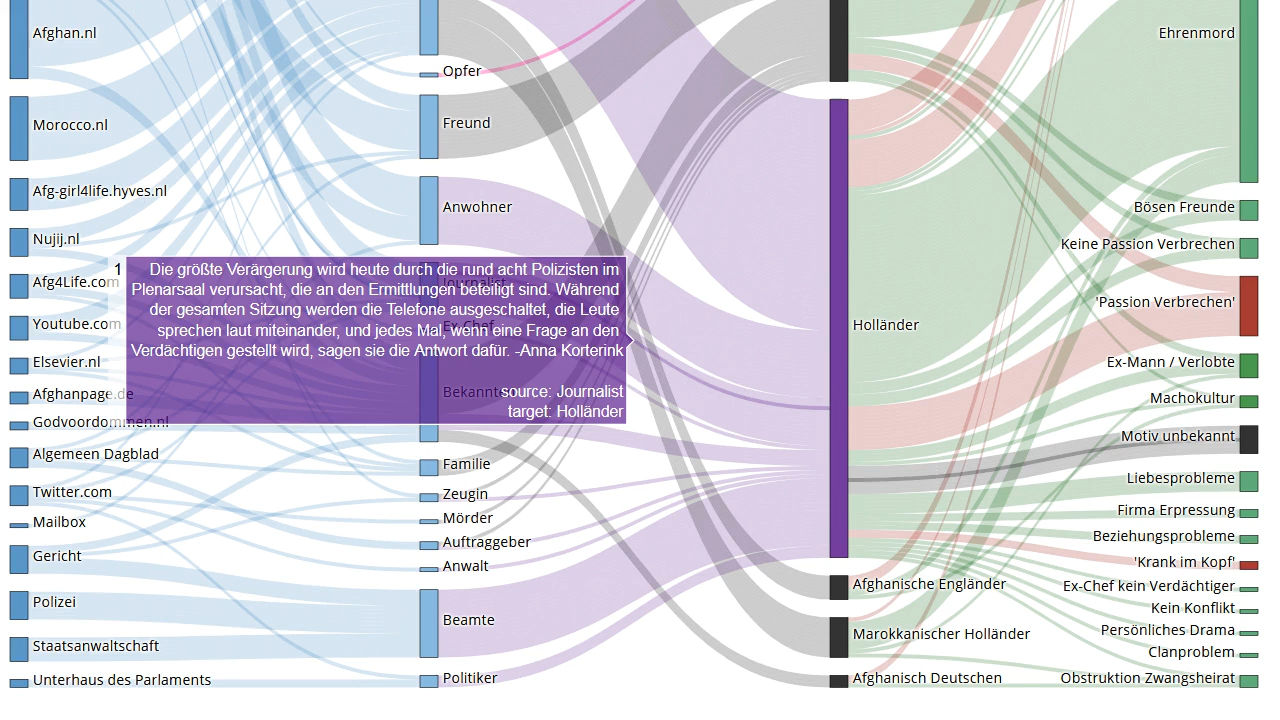 Afghan.nl
Morocco.nl
Afg-girl4life.hyves.nl
Nujij.nl
Afg4Life.com
Youtube.com
Elsevier.nl
Afghanpage.de
Godvoordommen.nl
Algemeen Dagblad
Twitter.com
Mailbox
Gericht
Polizei
Staatsanwaltschaft
Unterhaus des Parlaments
Opfer
Freund
Anwohner
Journalist
Ex-Chef
Bekannte
1
Die größte Verärgerung wird heute durch die rund acht Polizisten im
Plenarsaal verursacht, die an den Ermittlungen beteiligt sind. Während
der gesamten Sitzung werden die Telefone ausgeschaltet, die Leute
sprechen laut miteinander, und jedes Mal, wenn eine Frage an den
Verdächtigen gestellt wird, sagen sie die Antwort dafür. -Anna Korterink
source: Journalist
target: Holländer
Familie
Zeugin
Mörder
Auftraggeber
Anwalt
Beamte
Politiker
Holländer
Afghanische Engländer
Marokkanischer Holländer
Afghanisch Deutschen
Ehrenmord
Bösen Freunde
Keine Passion Verbrechen
'Passion Verbrechen'
Ex-Mann / Verlobte
Machokultur
Motiv unbekannt
Liebesprobleme
Firma Erpressung
Beziehungsprobleme
'Krank im Kopf'
Ex-Chef kein Verdächtiger
Kein Konflikt
Persönliches Drama
Clanproblem
Obstruktion Zwangsheirat